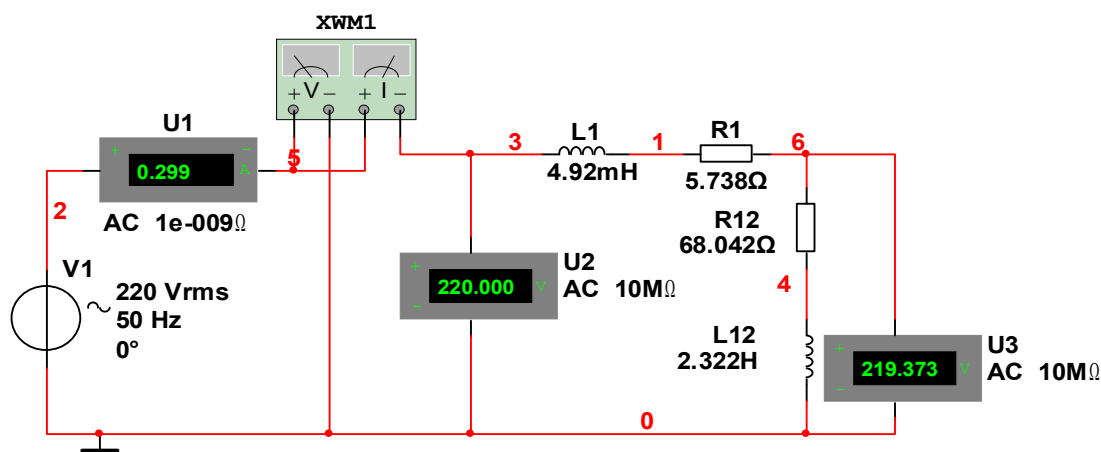 XWM1
+ V − + I −
U1
+ −
0.299 A
AC 1e-009Ω
5
2
V1
220 Vrms
50 Hz
0°
3
L1
4.92mH
1
R1
5.738Ω
6
R12
68.042Ω
4
L12
2.322H
U2
+
220.000 V
−
AC 10MΩ
U3
+
219.373 V
−
AC 10MΩ
0